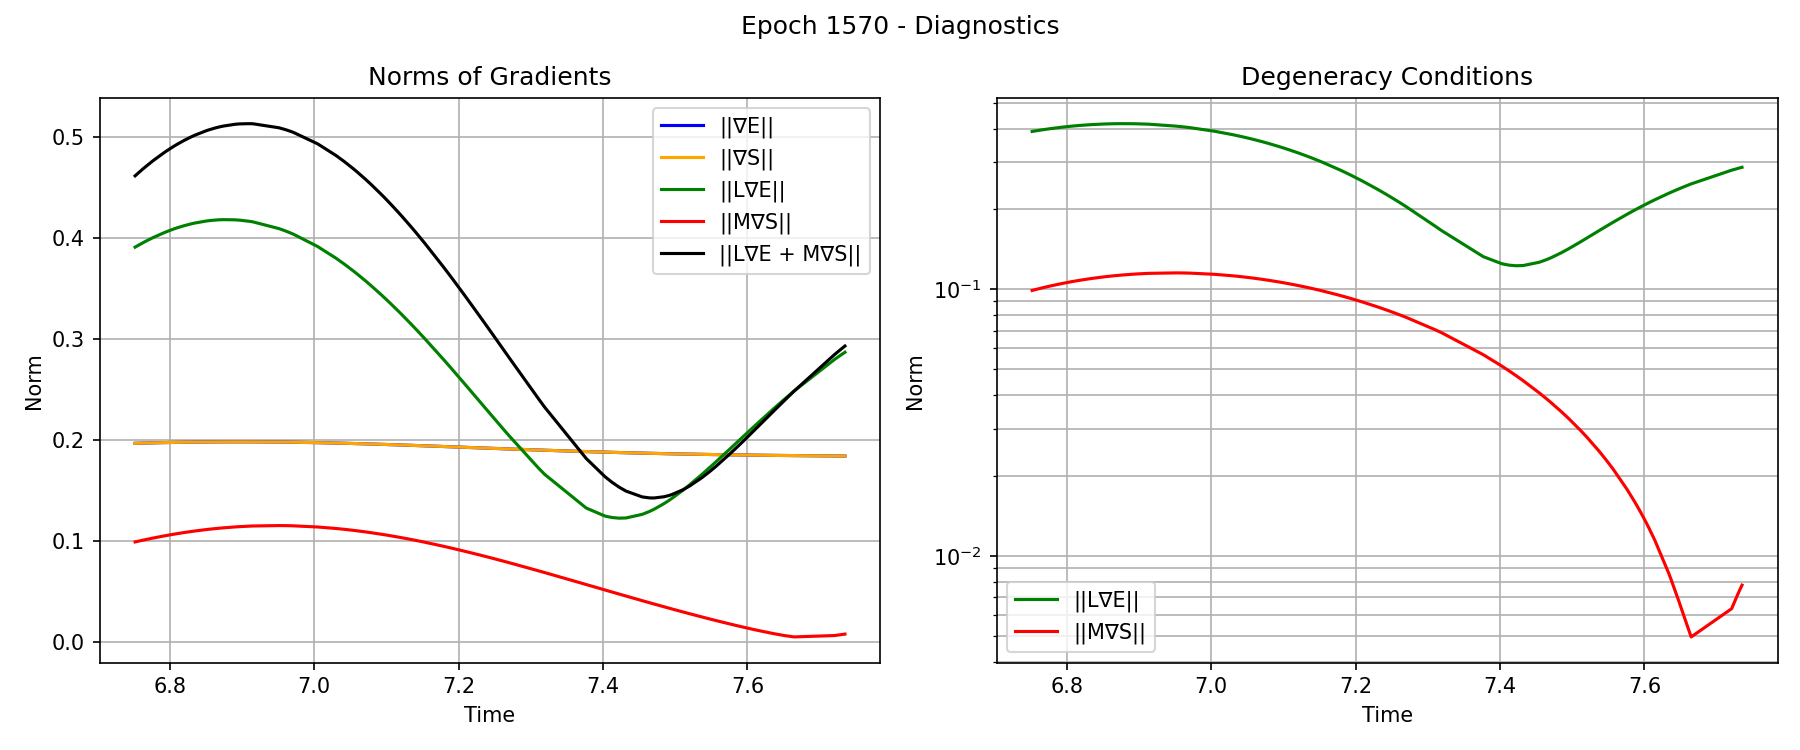 Epoch 1570 - Diagnostics
Norms of Gradients
Norm
0.5
0.4
0.3
0.2
0.1
0.0
||∇E||
||∇S||
||L∇E||
||M∇S||
||L∇E + M∇S||
6.8 7.0 7.2 7.4 7.6
Time
Degeneracy Conditions
Norm
10⁻¹
10⁻²
||L∇E||
||M∇S||
6.8 7.0 7.2 7.4 7.6
Time